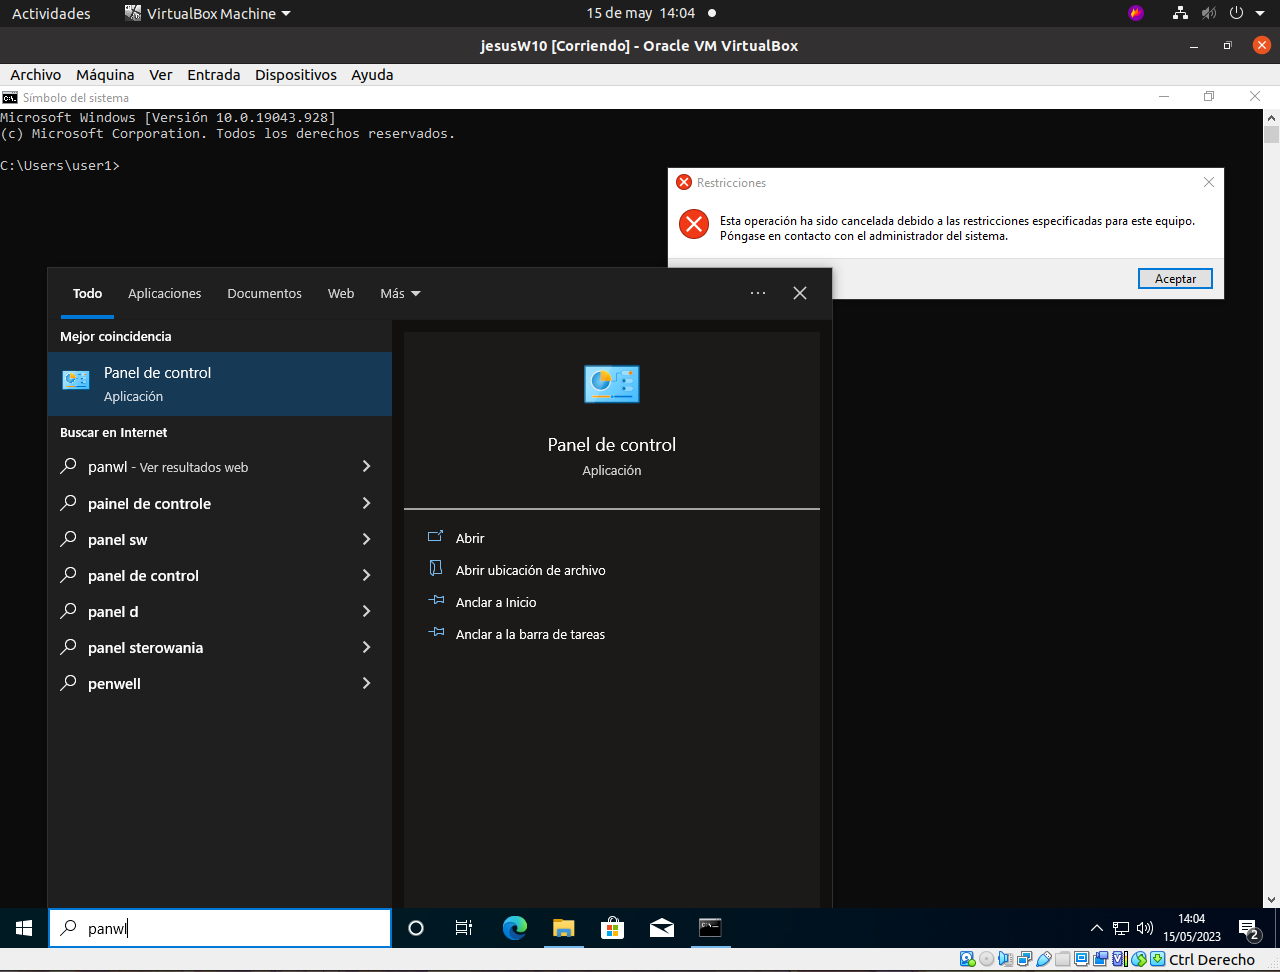 Actividades
VirtualBox Machine
15 de may 14:04
jesusW10 [Corriendo] - Oracle VM VirtualBox
Archivo Máquina Ver Entrada Dispositivos Ayuda
Símbolo del sistema
Microsoft Windows [Versión 10.0.19043.928]
(c) Microsoft Corporation. Todos los derechos reservados.
C:\Users\user1>
Restricciones
Esta operación ha sido cancelada debido a las restricciones especificadas para este equipo.
Póngase en contacto con el administrador del sistema.
Aceptar
Todo Aplicaciones Documentos Web Más
Mejor coincidencia
Panel de control
Aplicación
Buscar en Internet
panwl - Ver resultados web
painel de controle
panel sw
panel de control
panel d
panel sterowania
penwell
Panel de control
Aplicación
Abrir
Abrir ubicación de archivo
Anclar a Inicio
Anclar a la barra de tareas
panwl
14:04
15/05/2023
2
Ctrl Derecho